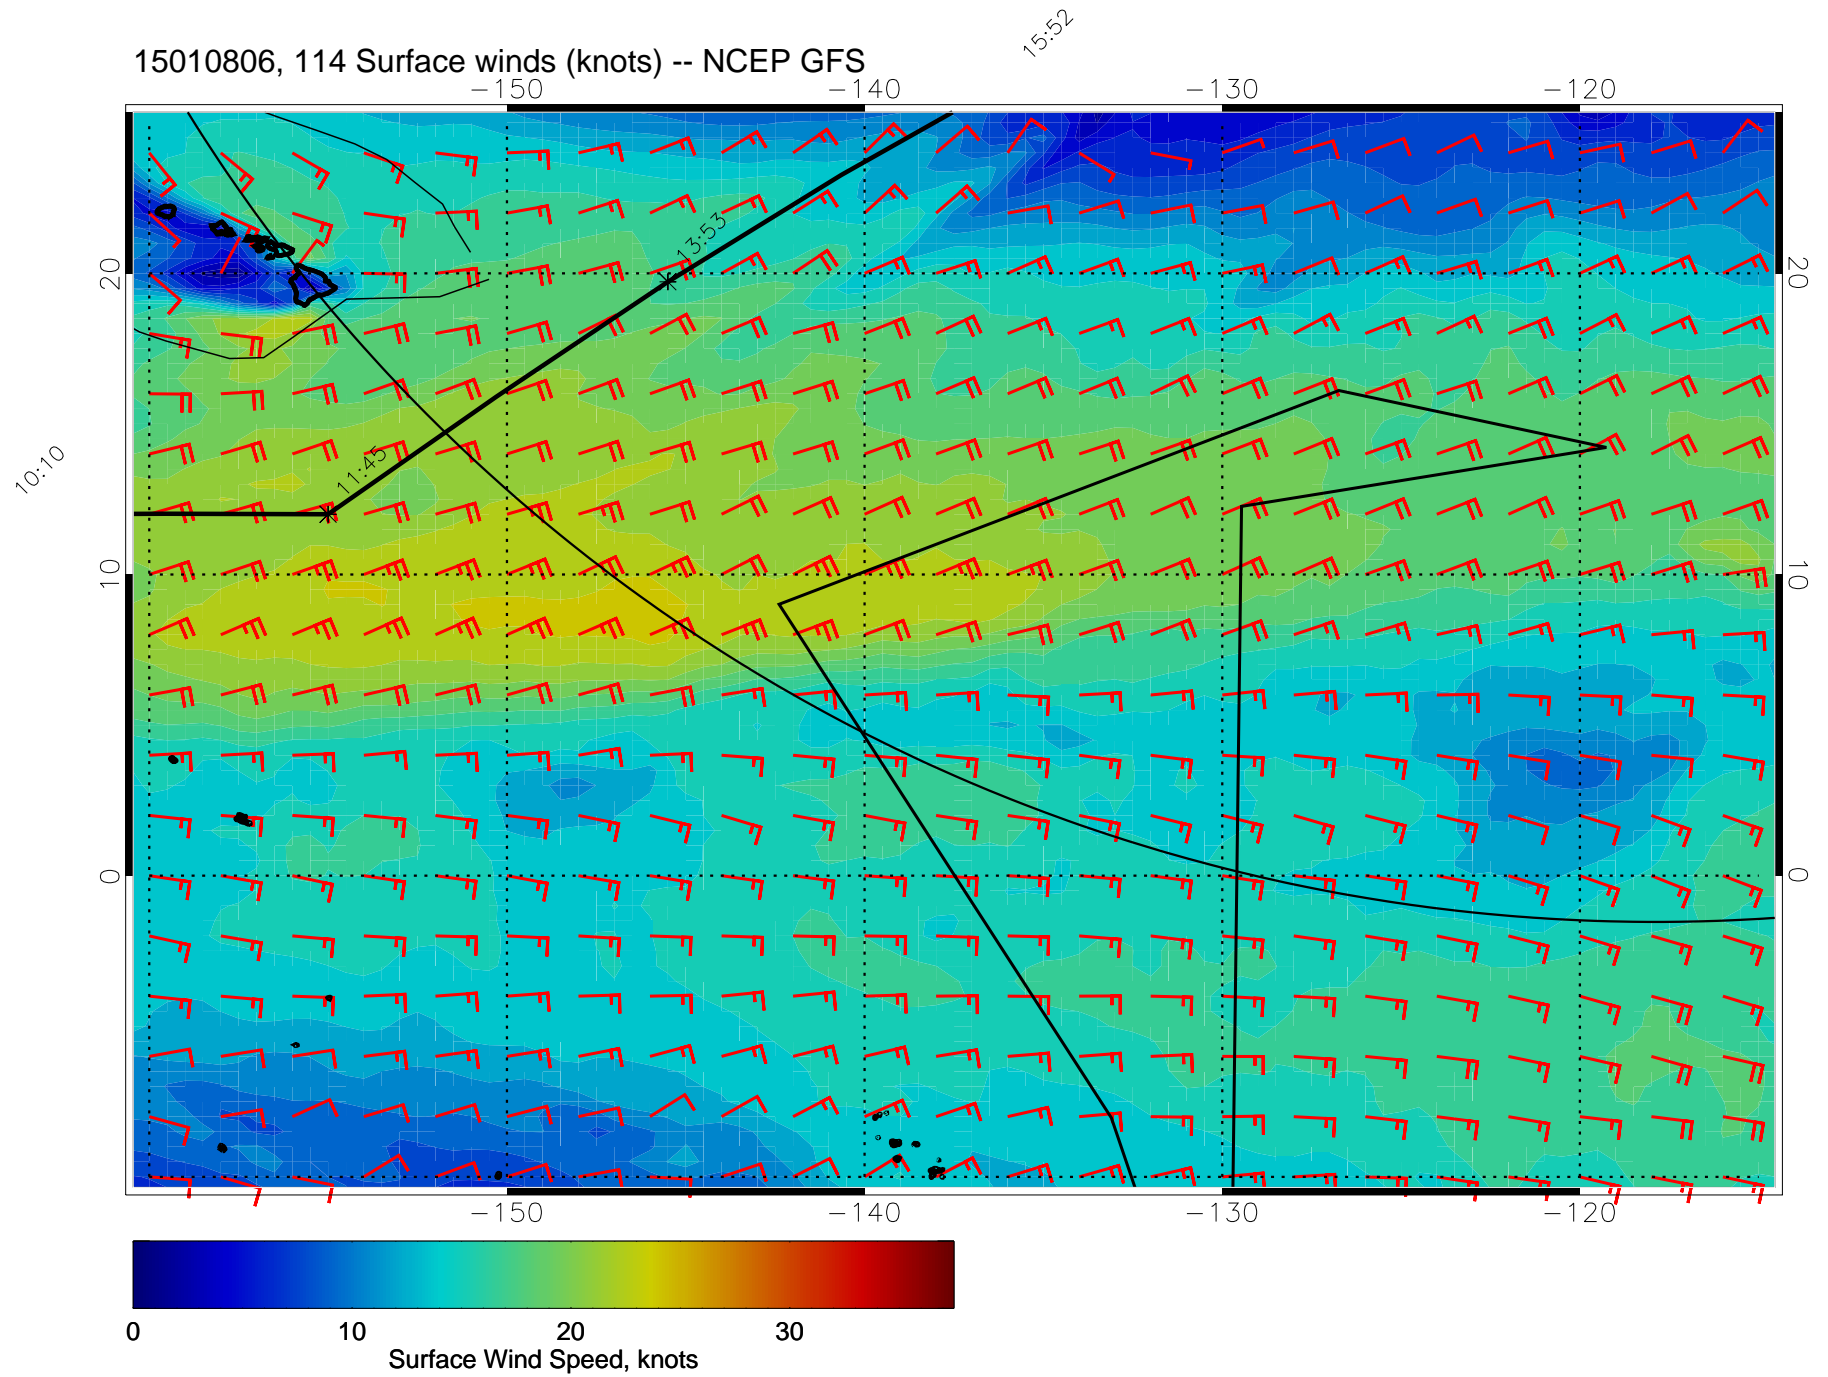 15:52
15010806, 114 Surface winds (knots) -- NCEP GFS
-150 -140 -130 -120
13:53
20 20
10:10
11:45
10 10
0 0
-150 -140 -130 -120
0 10 20 30
Surface Wind Speed, knots